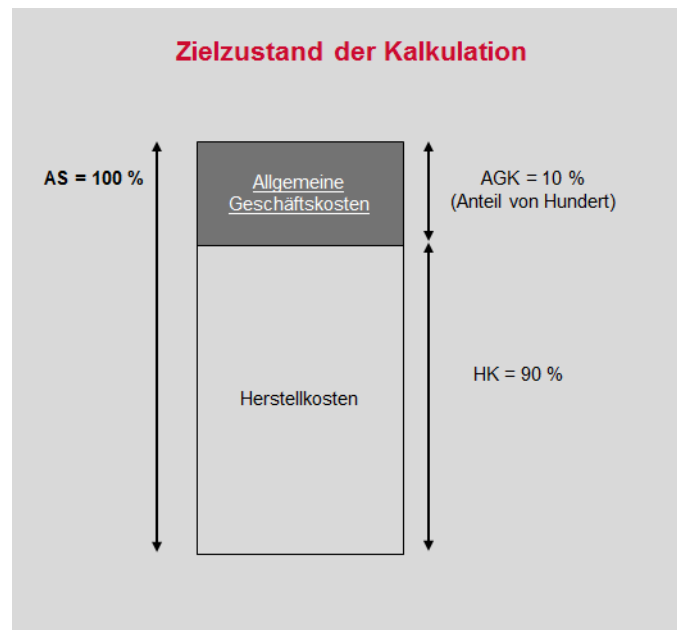 Zielzustand der Kalkulation
AS = 100 %
Allgemeine
Geschäftskosten
AGK = 10 %
(Anteil von Hundert)
HK = 90 %
Herstellkosten